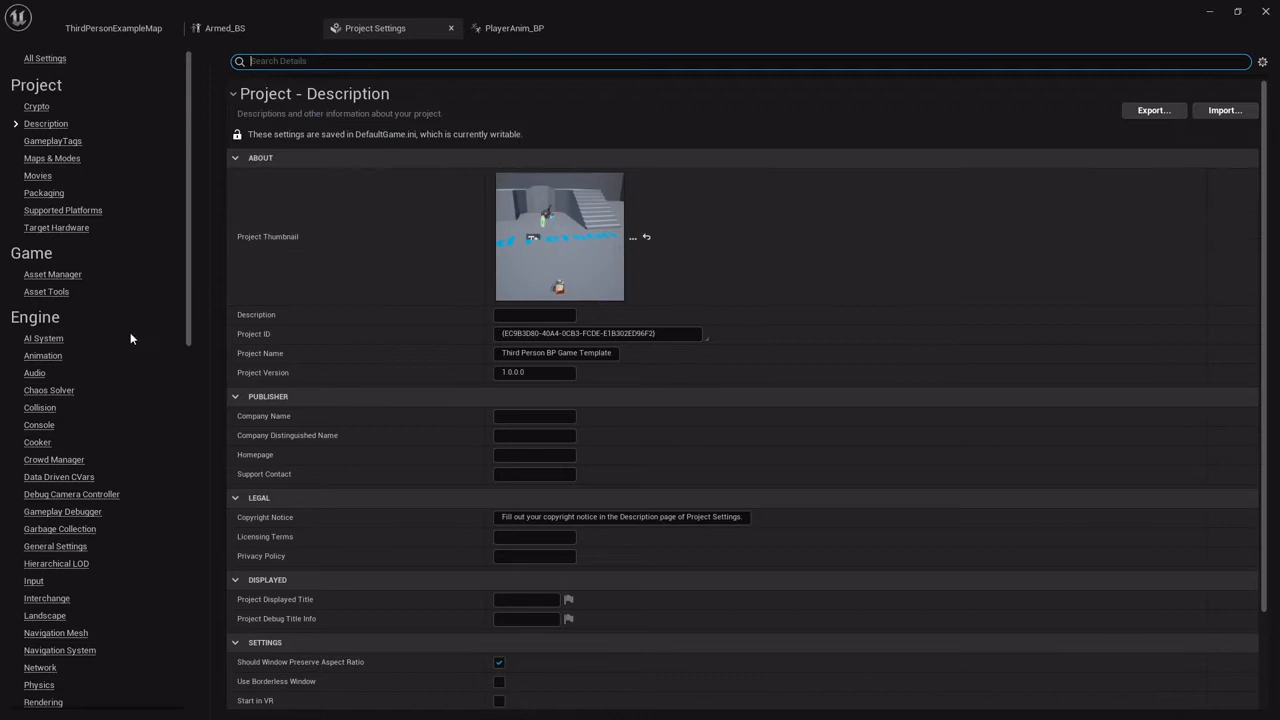 ThirdPersonExampleMap
Armed_BS
Project Settings
PlayerAnim_BP
All Settings
Project
Crypto
Description
GameplayTags
Maps & Modes
Movies
Packaging
Supported Platforms
Target Hardware
Game
Asset Manager
Asset Tools
Engine
AI System
Animation
Audio
Chaos Solver
Collision
Console
Cooker
Crowd Manager
Data Driven CVars
Debug Camera Controller
Gameplay Debugger
Garbage Collection
General Settings
Hierarchical LOD
Input
Interchange
Landscape
Navigation Mesh
Navigation System
Network
Physics
Rendering
Search Details
Project - Description
Descriptions and other information about your project.
Export...
Import...
These settings are saved in DefaultGame.ini, which is currently writable.
ABOUT
Project Thumbnail
Description
Project ID
{EC9B3D80-40A4-0CB3-FCDE-E1B302ED96F2}
Project Name
Third Person BP Game Template
Project Version
1.0.0.0
PUBLISHER
Company Name
Company Distinguished Name
Homepage
Support Contact
LEGAL
Copyright Notice
Fill out your copyright notice in the Description page of Project Settings.
Licensing Terms
Privacy Policy
DISPLAYED
Project Displayed Title
Project Debug Title Info
SETTINGS
Should Window Preserve Aspect Ratio
Use Borderless Window
Start in VR